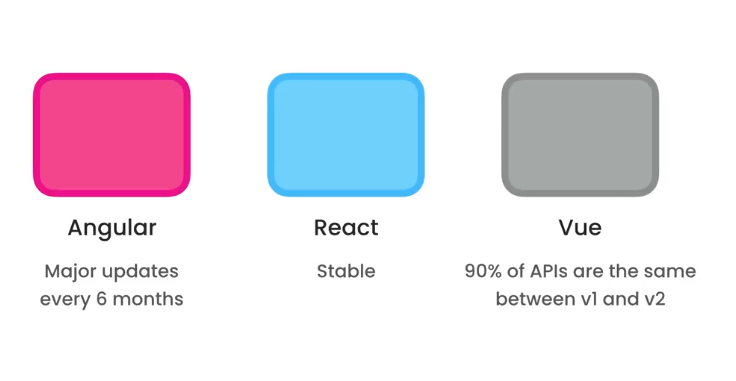 Angular
Major updates
every 6 months
React
Stable
Vue
90% of APIs are the same
between v1 and v2